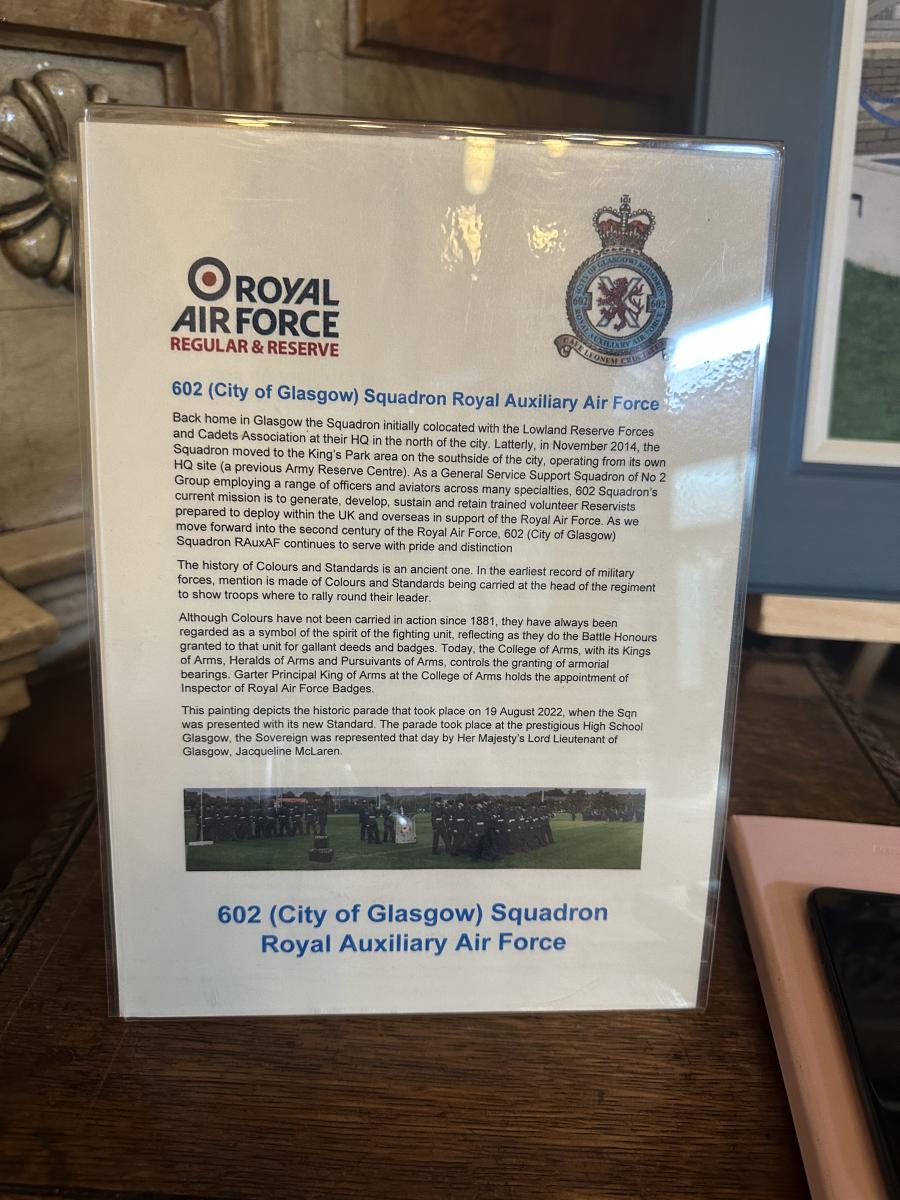 ROYAL
AIR FORCE
REGULAR & RESERVE
(CITY OF GLASGOW) SQUADRON
602 602
ROYAL AUXILIARY AIR FORCE
CAVE LEONEM CRUCIATUM
602 (City of Glasgow) Squadron Royal Auxiliary Air Force
Back home in Glasgow the Squadron initially colocated with the Lowland Reserve Forces
and Cadets Association at their HQ in the north of the city. Latterly, in November 2014, the
Squadron moved to the King's Park area on the southside of the city, operating from its own
HQ site (a previous Army Reserve Centre). As a General Service Support Squadron of No 2
Group employing a range of officers and aviators across many specialties, 602 Squadron's
current mission is to generate, develop, sustain and retain trained volunteer Reservists
prepared to deploy within the UK and overseas in support of the Royal Air Force. As we
move forward into the second century of the Royal Air Force, 602 (City of Glasgow)
Squadron RAuxAF continues to serve with pride and distinction
The history of Colours and Standards is an ancient one. In the earliest record of military
forces, mention is made of Colours and Standards being carried at the head of the regiment
to show troops where to rally round their leader.
Although Colours have not been carried in action since 1881, they have always been
regarded as a symbol of the spirit of the fighting unit, reflecting as they do the Battle Honours
granted to that unit for gallant deeds and badges. Today, the College of Arms, with its Kings
of Arms, Heralds of Arms and Pursuivants of Arms, controls the granting of armorial
bearings. Garter Principal King of Arms at the College of Arms holds the appointment of
Inspector of Royal Air Force Badges.
This painting depicts the historic parade that took place on 19 August 2022, when the Sqn
was presented with its new Standard. The parade took place at the prestigious High School
Glasgow, the Sovereign was represented that day by Her Majesty's Lord Lieutenant of
Glasgow, Jacqueline McLaren.
602 (City of Glasgow) Squadron
Royal Auxiliary Air Force